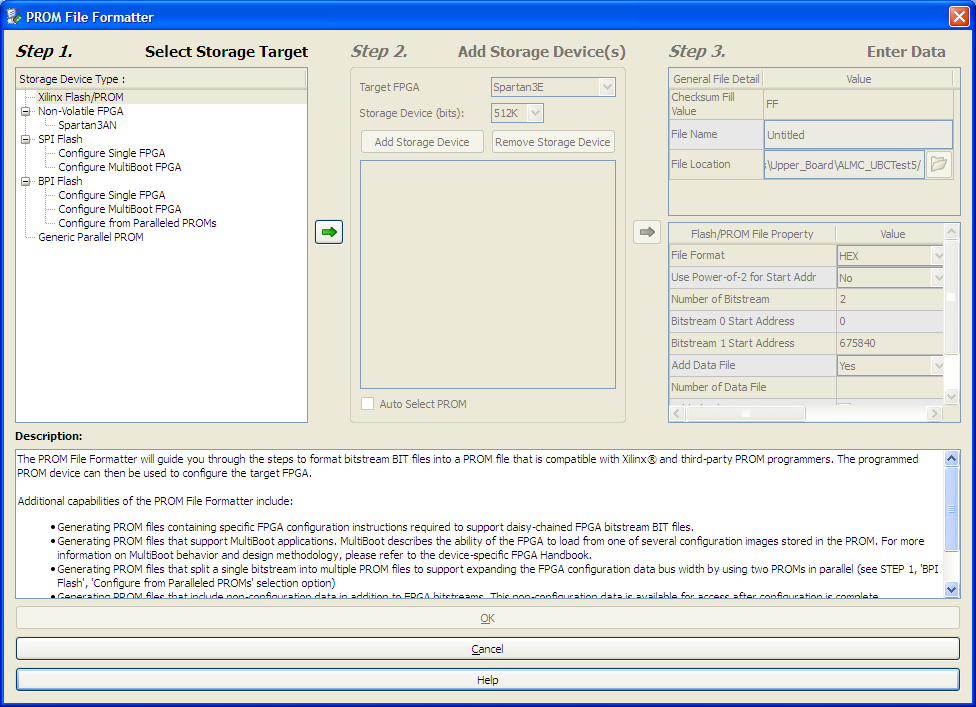 PROM File Formatter
Step 1.
Select Storage Target
Storage Device Type :
Xilinx Flash/PROM
Non-Volatile FPGA
Spartan3AN
SPI Flash
Configure Single FPGA
Configure MultiBoot FPGA
BPI Flash
Configure Single FPGA
Configure MultiBoot FPGA
Configure from Paralleled PROMs
Generic Parallel PROM
Step 2.
Add Storage Device(s)
Target FPGA
Spartan3E
Storage Device (bits):
512K
Add Storage Device
Remove Storage Device
Auto Select PROM
Step 3.
Enter Data
General File Detail
Value
Checksum Fill
Value
FF
File Name
Untitled
File Location
\Upper_Board\ALMC_UBCTest5/
Flash/PROM File Property
Value
File Format
HEX
Use Power-of-2 for Start Addr
No
Number of Bitstream
2
Bitstream 0 Start Address
0
Bitstream 1 Start Address
675840
Add Data File
Yes
Number of Data File
Description:
The PROM File Formatter will guide you through the steps to format bitstream BIT files into a PROM file that is compatible with Xilinx® and third-party PROM programmers. The programmed
PROM device can then be used to configure the target FPGA.
Additional capabilities of the PROM File Formatter include:
• Generating PROM files containing specific FPGA configuration instructions required to support daisy-chained FPGA bitstream BIT files.
• Generating PROM files that support MultiBoot applications. MultiBoot describes the ability of the FPGA to load from one of several configuration images stored in the PROM. For more
information on MultiBoot behavior and design methodology, please refer to the device-specific FPGA Handbook.
• Generating PROM files that split a single bitstream into multiple PROM files to support expanding the FPGA configuration data bus width by using two PROMs in parallel (see STEP 1, 'BPI
Flash', 'Configure from Paralleled PROMs' selection option)
• Generating PROM files that include non-configuration data in addition to FPGA bitstreams. This non-configuration data is available for access after configuration is complete.
OK
Cancel
Help